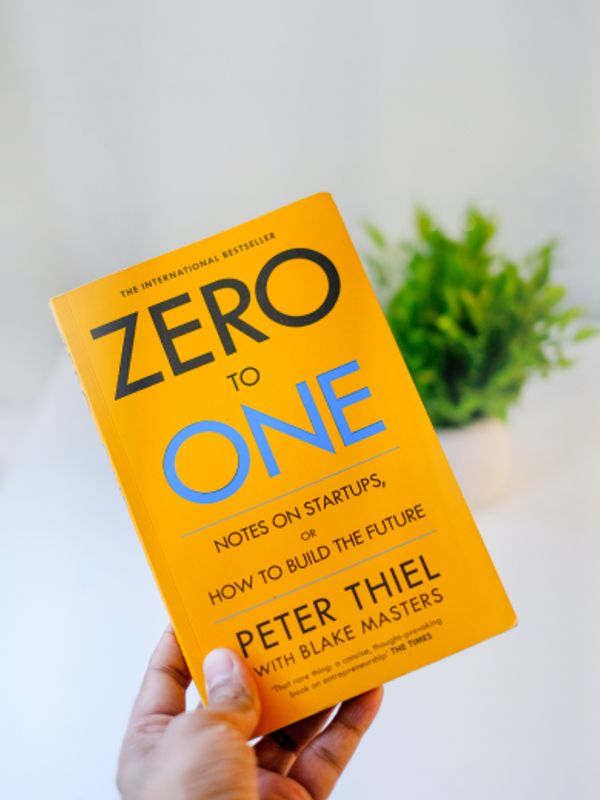 THE INTERNATIONAL BESTSELLER
ZERO
TO
ONE
NOTES ON STARTUPS,
OR
HOW TO BUILD THE FUTURE
PETER THIEL
WITH BLAKE MASTERS
'That rare thing: a concise, thought-provoking
book on entrepreneurship' THE TIMES